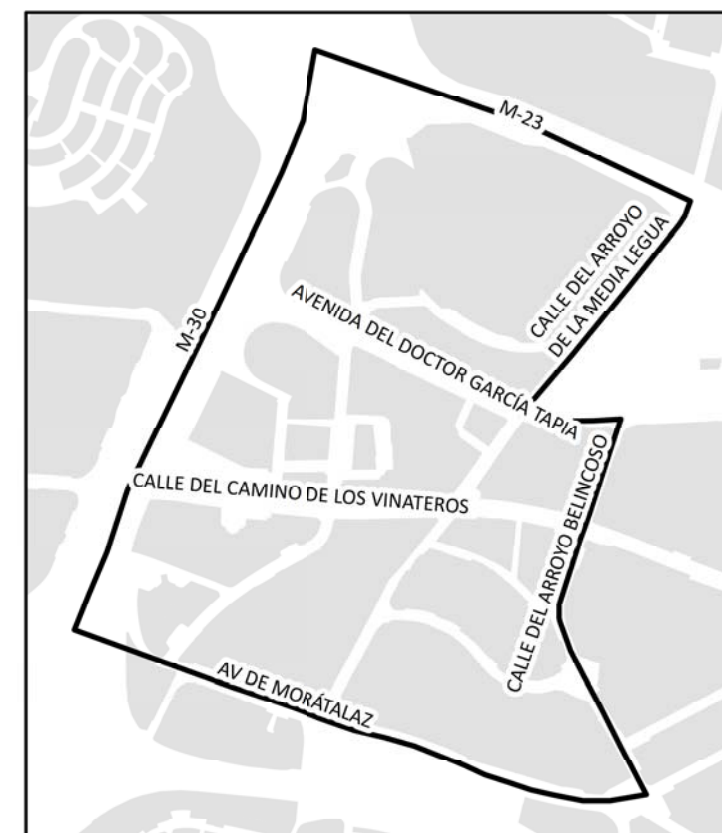 M-23
CALLE DEL ARROYO
DE LA MEDIA LEGUA
M-30
AVENIDA DEL DOCTOR GARCÍA TAPIA
CALLE DEL CAMINO DE LOS VINATEROS
CALLE DEL ARROYO BELINCOSO
AV DE MORÁTALAZ